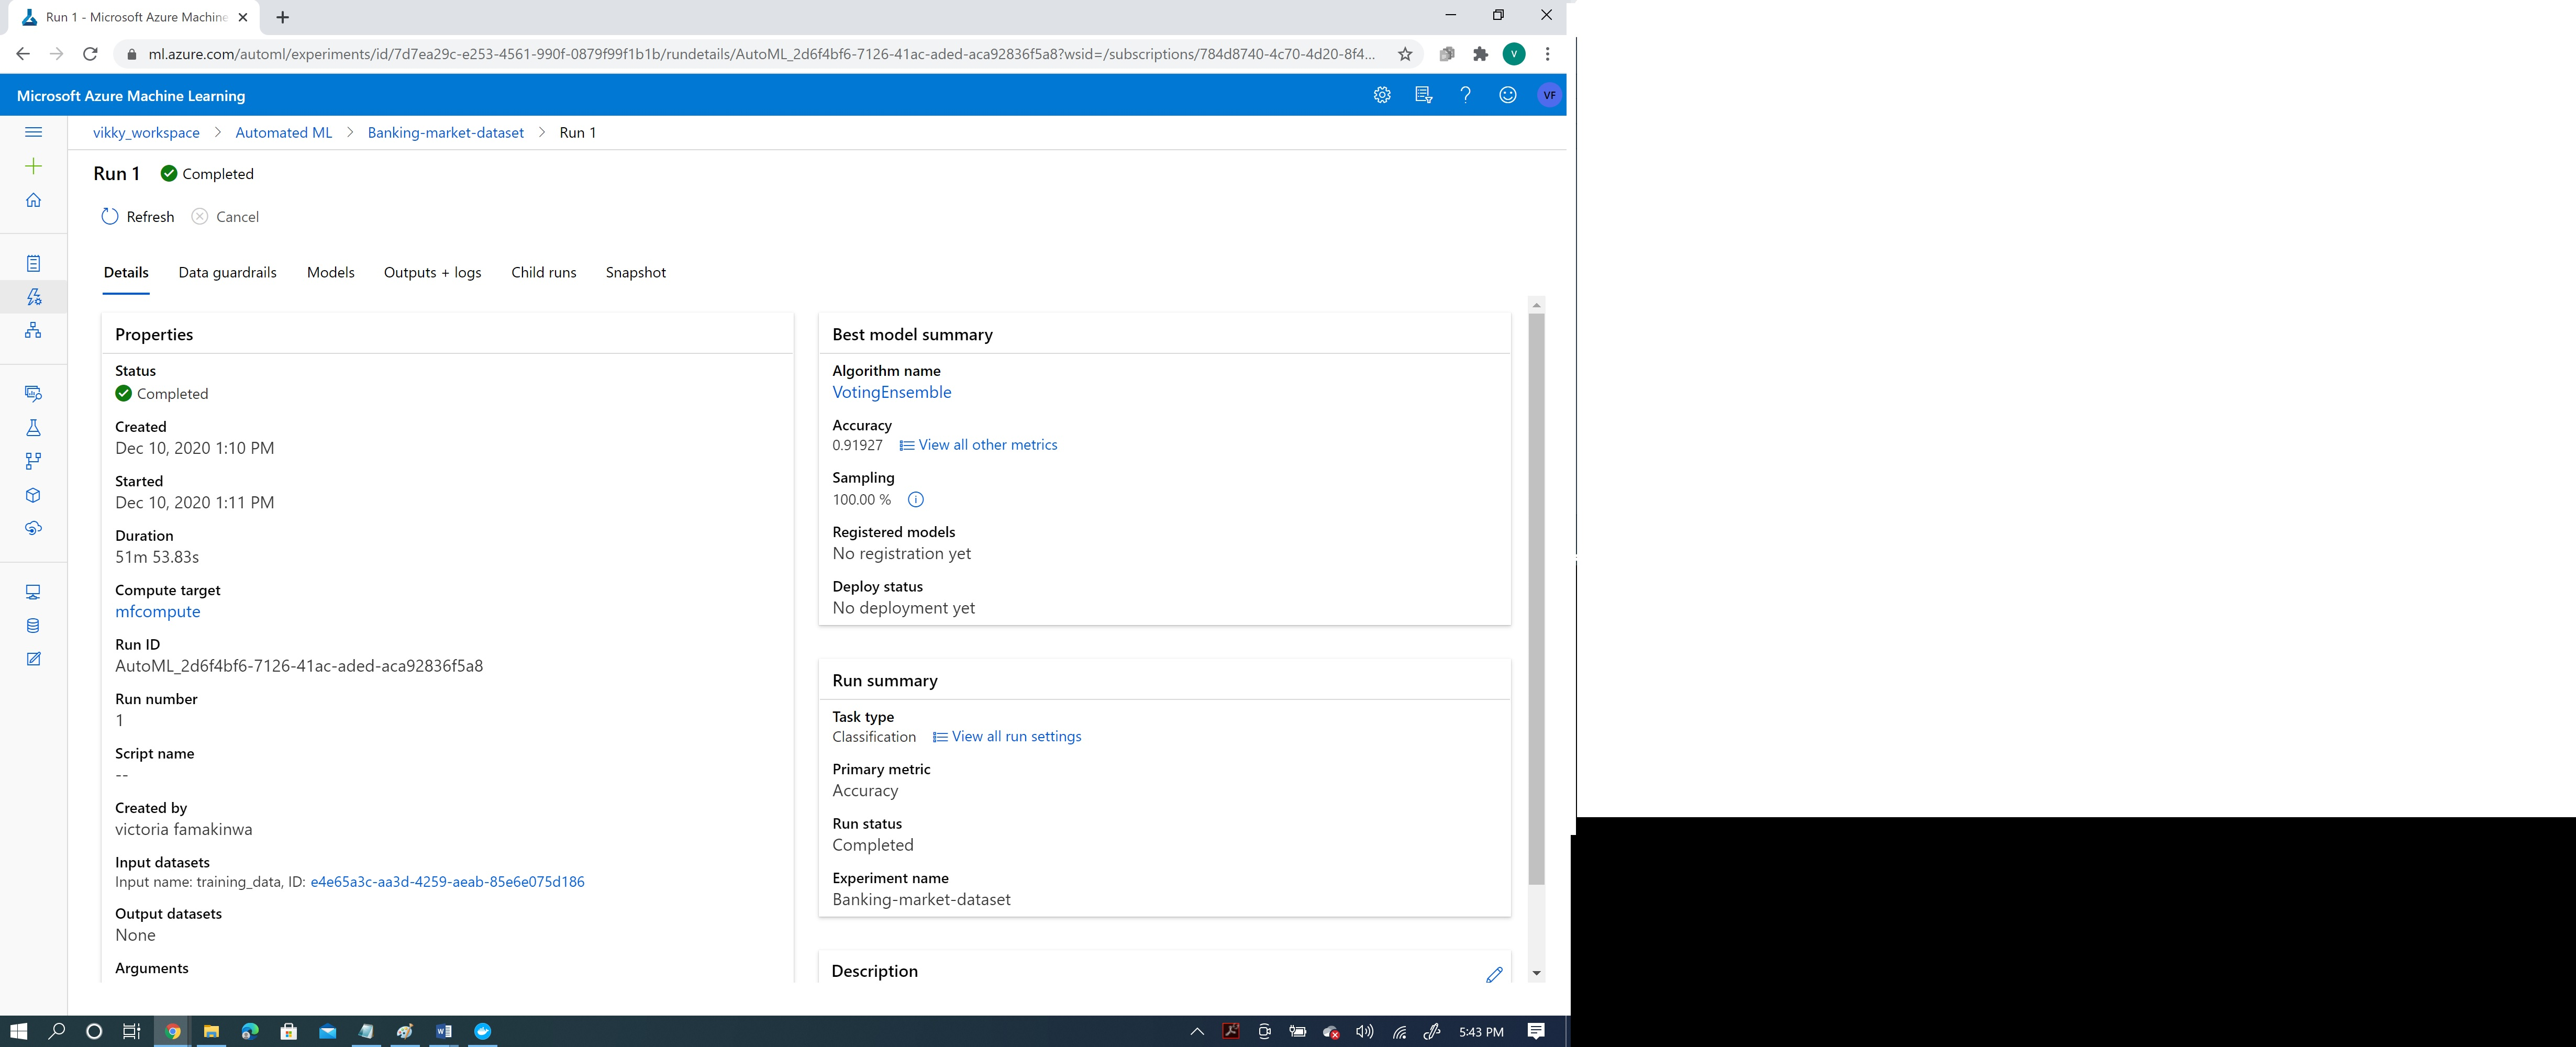 Run 1 - Microsoft Azure Machine
ml.azure.com/automl/experiments/id/7d7ea29c-e253-4561-990f-0879f99f1b1b/rundetails/AutoML_2d6f4bf6-7126-41ac-aded-aca92836f5a8?wsid=/subscriptions/784d8740-4c70-4d20-8f4...
V
Microsoft Azure Machine Learning
VF
vikky_workspace > Automated ML > Banking-market-dataset > Run 1
Run 1 Completed
Refresh Cancel
Details Data guardrails Models Outputs + logs Child runs Snapshot
Properties
Status
Completed
Created
Dec 10, 2020 1:10 PM
Started
Dec 10, 2020 1:11 PM
Duration
51m 53.83s
Compute target
mfcompute
Run ID
AutoML_2d6f4bf6-7126-41ac-aded-aca92836f5a8
Run number
1
Script name
--
Created by
victoria famakinwa
Input datasets
Input name: training_data, ID: e4e65a3c-aa3d-4259-aeab-85e6e075d186
Output datasets
None
Arguments
Best model summary
Algorithm name
VotingEnsemble
Accuracy
0.91927 View all other metrics
Sampling
100.00 %
Registered models
No registration yet
Deploy status
No deployment yet
Run summary
Task type
Classification View all run settings
Primary metric
Accuracy
Run status
Completed
Experiment name
Banking-market-dataset
Description
5:43 PM